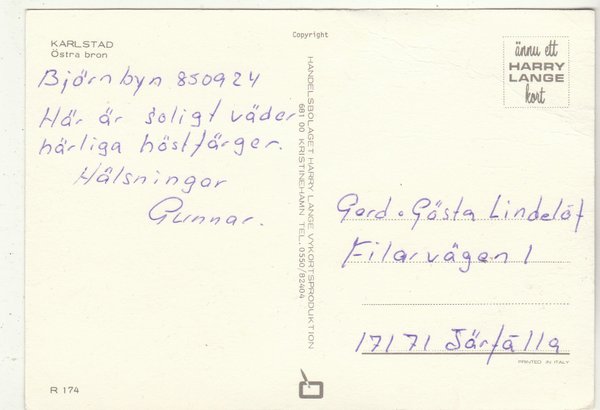 KARLSTAD
Östra bron
Björnbyn 850924
Här är soligt väder
härliga höstfärger.
Hälsningar
Gunnar.
R 174
Copyright
HANDELSBOLAGET HARRY LANGE VYKORTSPRODUKTION
681 00 KRISTINEHAMN TEL. 0550/82404
ännu ett
HARRY
LANGE
kort
Gerd o Gösta Lindelöf
Filarvägen 1
17171 Järfälla
PRINTED IN ITALY